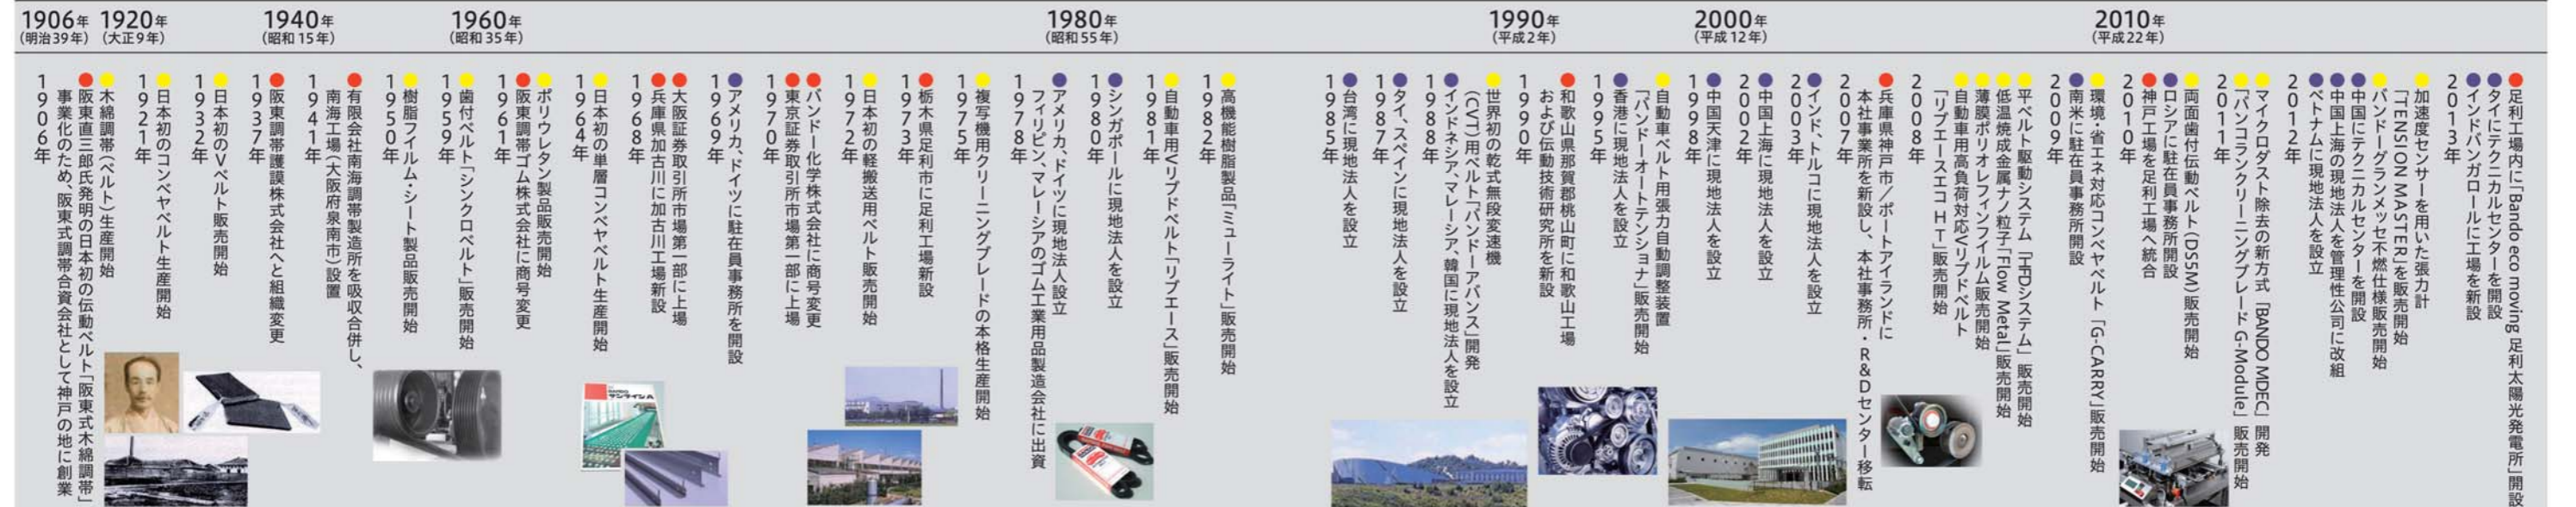 1906年
（明治39年）
1920年
（大正9年）
1940年
（昭和15年）
1960年
（昭和35年）
1980年
（昭和55年）
1990年
（平成2年）
2000年
（平成12年）
2010年
（平成22年）
1906年
事業化のため、阪東式調帯合資会社として神戸の地に創業
阪東直三郎氏発明の日本初の伝動ベルト「阪東式木綿調帯」
木綿調帯（ベルト）生産開始
1921年
日本初のコンベヤベルト生産開始
1932年
日本初のVベルト販売開始
1937年
阪東調帯護謨株式会社へと組織変更
1941年
南海工場（大阪府泉南市）設置
有限会社南海調帯製造所を吸収合併し、
1950年
樹脂フイルム・シート製品販売開始
1959年
歯付ベルト「シンクロベルト」販売開始
1961年
阪東調帯ゴム株式会社に商号変更
ポリウレタン製品販売開始
1964年
日本初の単層コンベヤベルト生産開始
1968年
兵庫県加古川に加古川工場新設
大阪証券取引所市場第一部に上場
1969年
アメリカ、ドイツに駐在員事務所を開設
1970年
東京証券取引所市場第一部に上場
バンドー化学株式会社に商号変更
1972年
日本初の軽搬送用ベルト販売開始
1973年
栃木県足利市に足利工場新設
1975年
複写機用クリーニングブレードの本格生産開始
1978年
フィリピン、マレーシアのゴム工業用品製造会社に出資
アメリカ、ドイツに現地法人設立
1980年
シンガポールに現地法人を設立
1981年
自動車用Vリブドベルト「リブエース」販売開始
1982年
高機能樹脂製品「ミューライト」販売開始
1985年
台湾に現地法人を設立
1987年
タイ、スペインに現地法人を設立
1988年
インドネシア、マレーシア、韓国に現地法人を設立
（CVT）用ベルト「バンドーアバンス」開発
世界初の乾式無段変速機
1990年
および伝動技術研究所を新設
和歌山県那賀郡桃山町に和歌山工場
1995年
香港に現地法人を設立
「バンドーオートテンショナ」販売開始
自動車ベルト用張力自動調整装置
1998年
中国天津に現地法人を設立
2002年
中国上海に現地法人を設立
2003年
インド、トルコに現地法人を設立
2007年
本社事業所を新設し、本社事務所・R&Dセンター移転
兵庫県神戸市／ポートアイランドに
2008年
「リブエースエコ HT」販売開始
自動車用高負荷対応Vリブドベルト
薄膜ポリオレフィンフイルム販売開始
低温焼成金属ナノ粒子「Flow Metal」販売開始
平ベルト駆動システム「HFDシステム」販売開始
2009年
南米に駐在員事務所開設
環境・省エネ対応コンベヤベルト「G-CARRY」販売開始
2010年
神戸工場を足利工場へ統合
ロシアに駐在員事務所開設
両面歯付伝動ベルト（DS5M）販売開始
2011年
「バンコランクリーニングブレード G-Module」販売開始
マイクロダスト除去の新方式「BANDO MDEC」開発
2012年
ベトナムに現地法人を設立
中国上海の現地法人を管理性公司に改組
中国にテクニカルセンターを開設
バンドーグランメッセ不燃仕様販売開始
「TENSION MASTER」を販売開始
加速度センサーを用いた張力計
2013年
インドバンガロールに工場を新設
タイにテクニカルセンターを開設
足利工場内に「Bando eco moving 足利太陽光発電所」開設
サンラインA